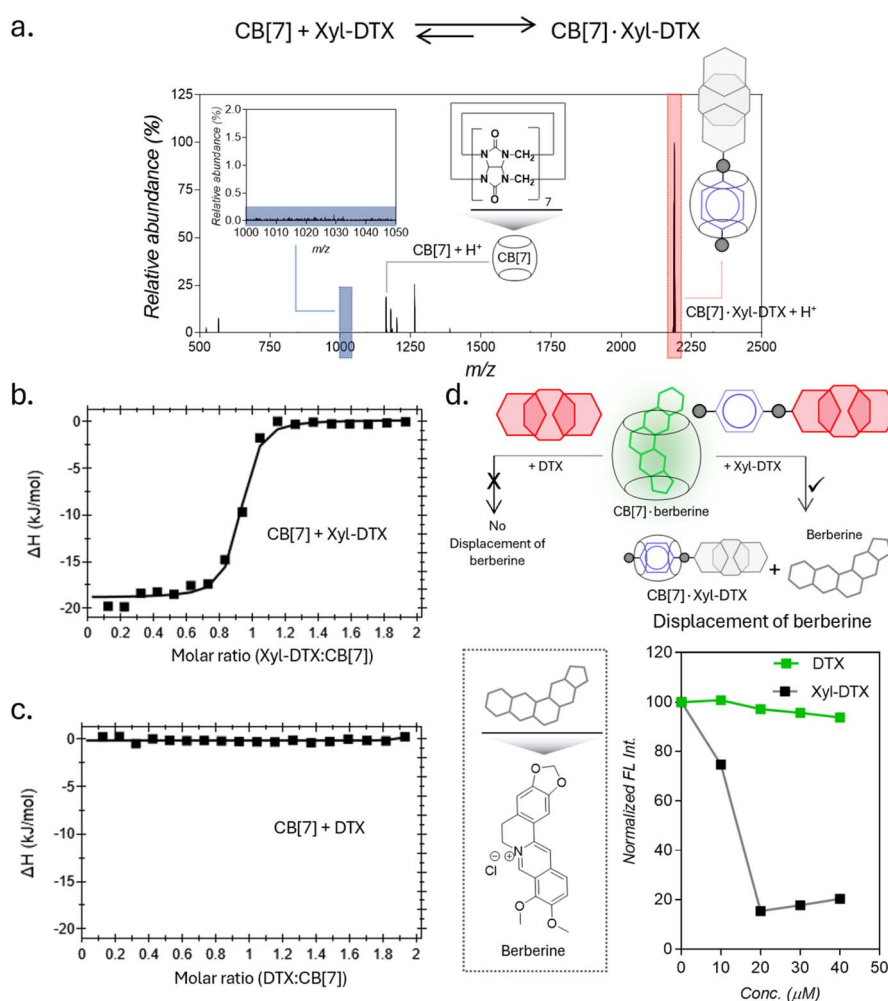 a.
CB[7] + Xyl-DTX
CB[7]·Xyl-DTX
Relative abundance (%)
125
100
75
50
25
0
500
750
1000
1250
1500
1750
2000
2250
2500
m/z
Relative abundance (%)
2.0
1.5
1.0
0.5
0.0
1000 1010 1020 1030 1040 1050
m/z
O
N N–CH₂
N N–CH₂
O
7
CB[7] + H⁺
CB[7]
CB[7]·Xyl-DTX + H⁺
b.
ΔH (kJ/mol)
0
-5
-10
-15
-20
CB[7] + Xyl-DTX
0 0.2 0.4 0.6 0.8 1 1.2 1.4 1.6 1.8 2
Molar ratio (Xyl-DTX:CB[7])
c.
ΔH (kJ/mol)
0
-5
-10
-15
-20
CB[7] + DTX
0 0.2 0.4 0.6 0.8 1 1.2 1.4 1.6 1.8 2
Molar ratio (DTX:CB[7])
d.
+ DTX
+ Xyl-DTX
X
✓
CB[7]·berberine
No
Displacement of
berberine
Berberine
+
CB[7]·Xyl-DTX
Displacement of berberine
O
O
N
+
Cl
−
O
O
Berberine
Normalized FL Int.
120
100
80
60
40
20
0
DTX
Xyl-DTX
0 10 20 30 40 50
Conc. (μM)